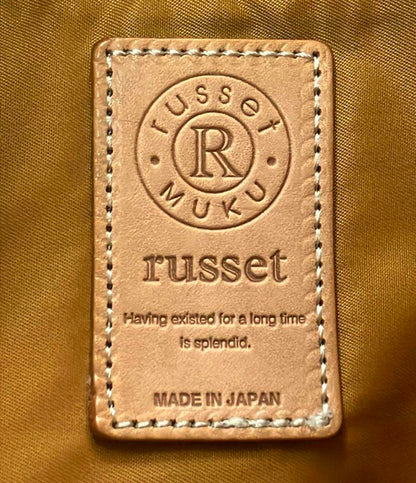 russet
R
MUKU
russet
Having existed for a long time
is splendid.
MADE IN JAPAN